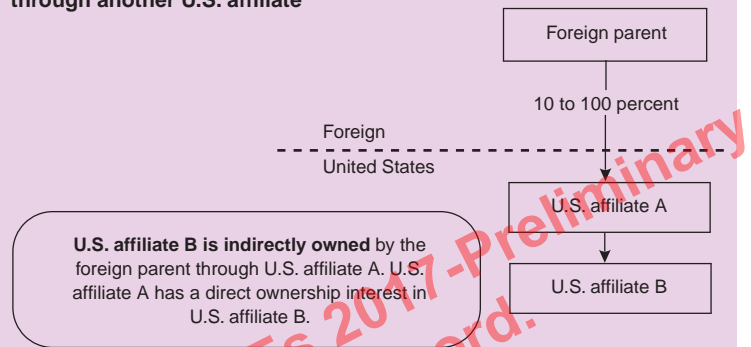 through another U.S. affiliate
Foreign parent
10 to 100 percent
Foreign
United States
U.S. affiliate A
U.S. affiliate B is indirectly owned by the
foreign parent through U.S. affiliate A. U.S.
affiliate A has a direct ownership interest in
U.S. affiliate B.
U.S. affiliate B
2017-Preliminary